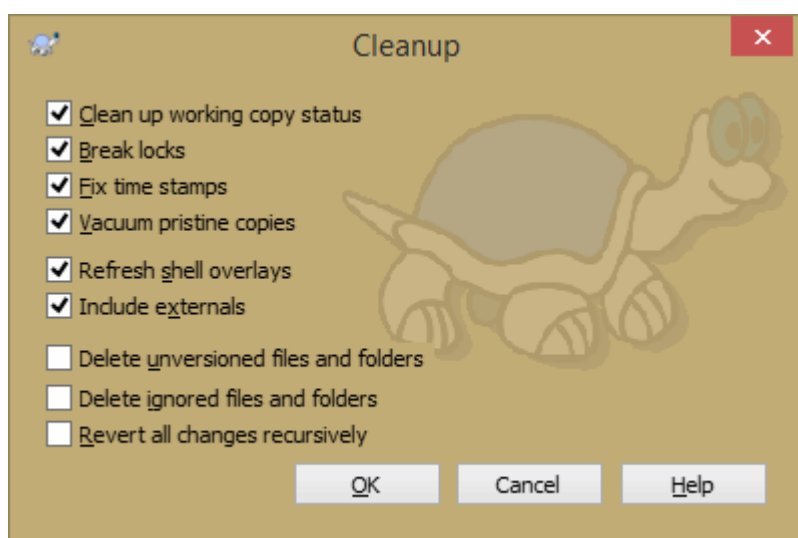 Cleanup
Clean up working copy status
Break locks
Fix time stamps
Vacuum pristine copies
Refresh shell overlays
Include externals
Delete unversioned files and folders
Delete ignored files and folders
Revert all changes recursively
OK Cancel Help